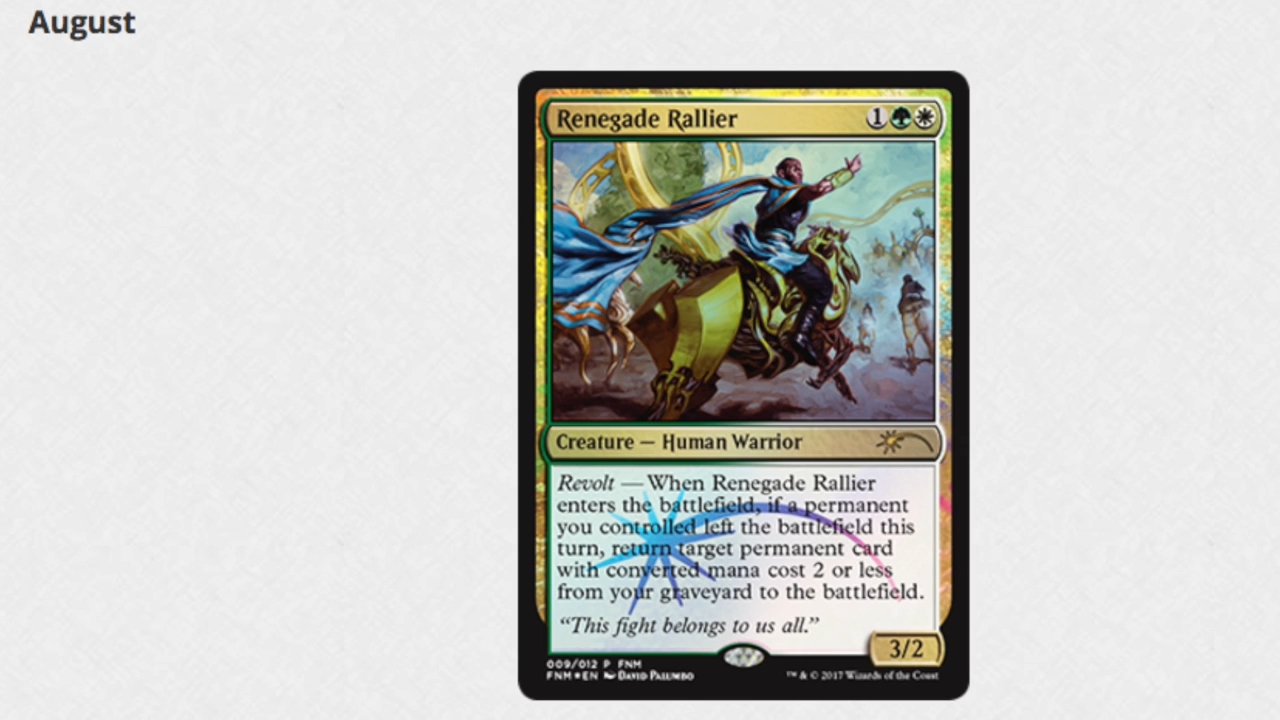 August
Renegade Rallier 1
Creature — Human Warrior
Revolt — When Renegade Rallier
enters the battlefield, if a permanent
you controlled left the battlefield this
turn, return target permanent card
with converted mana cost 2 or less
from your graveyard to the battlefield.
“This fight belongs to us all.”
3/2
009/012 P FNM
FNM★EN DAVID PALUMBO
™ & © 2017 Wizards of the Coast